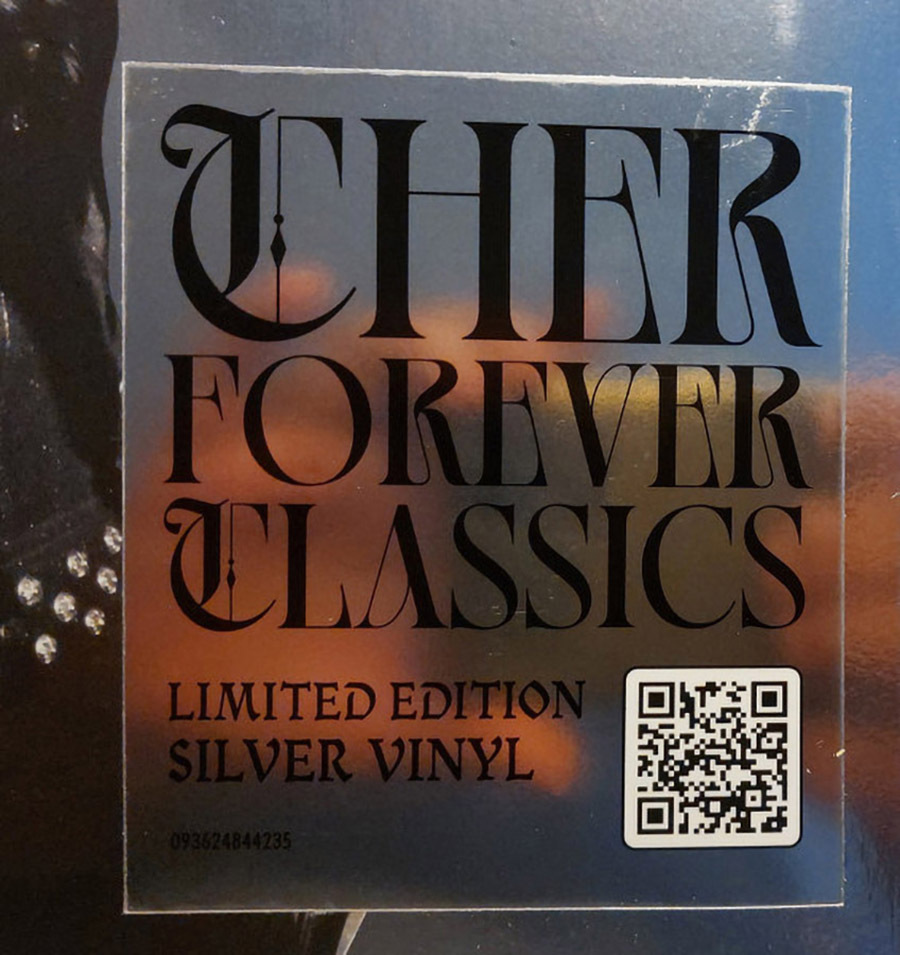 CHER
FOREVER
CLASSICS
LIMITED EDITION
SILVER VINYL
093624844235